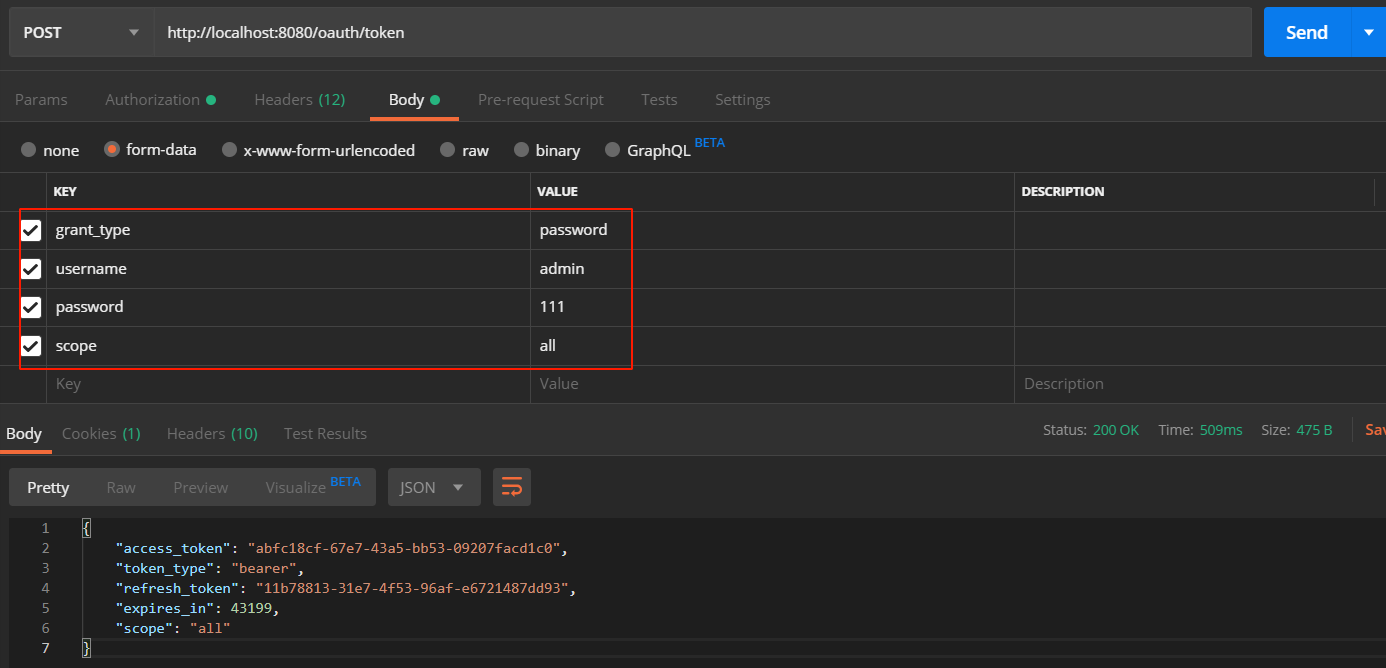 POST http://localhost:8080/oauth/token Send
Params Authorization Headers (12) Body Pre-request Script Tests Settings
none form-data x-www-form-urlencoded raw binary GraphQL BETA
KEY VALUE DESCRIPTION
grant_type password
username admin
password 111
scope all
Key Value Description
Body Cookies (1) Headers (10) Test Results Status: 200 OK Time: 509ms Size: 475 B Sav
Pretty Raw Preview Visualize BETA JSON
1 {
2 "access_token": "abfc18cf-67e7-43a5-bb53-09207facd1c0",
3 "token_type": "bearer",
4 "refresh_token": "11b78813-31e7-4f53-96af-e6721487dd93",
5 "expires_in": 43199,
6 "scope": "all"
7 }